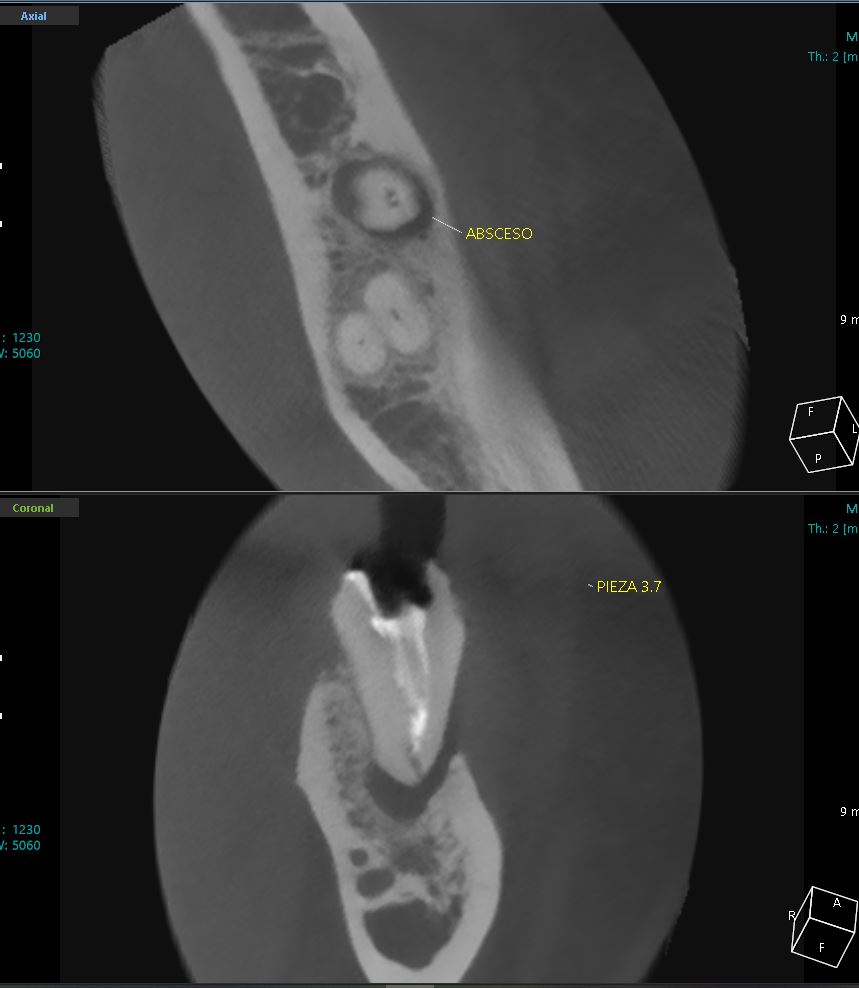 Axial
M
Th.: 2 [m
ABSCESO
9 m
: 1230
: 5060
F
L
P
Coronal
M
Th.: 2 [m
PIEZA 3.7
9 m
: 1230
: 5060
R
A
F